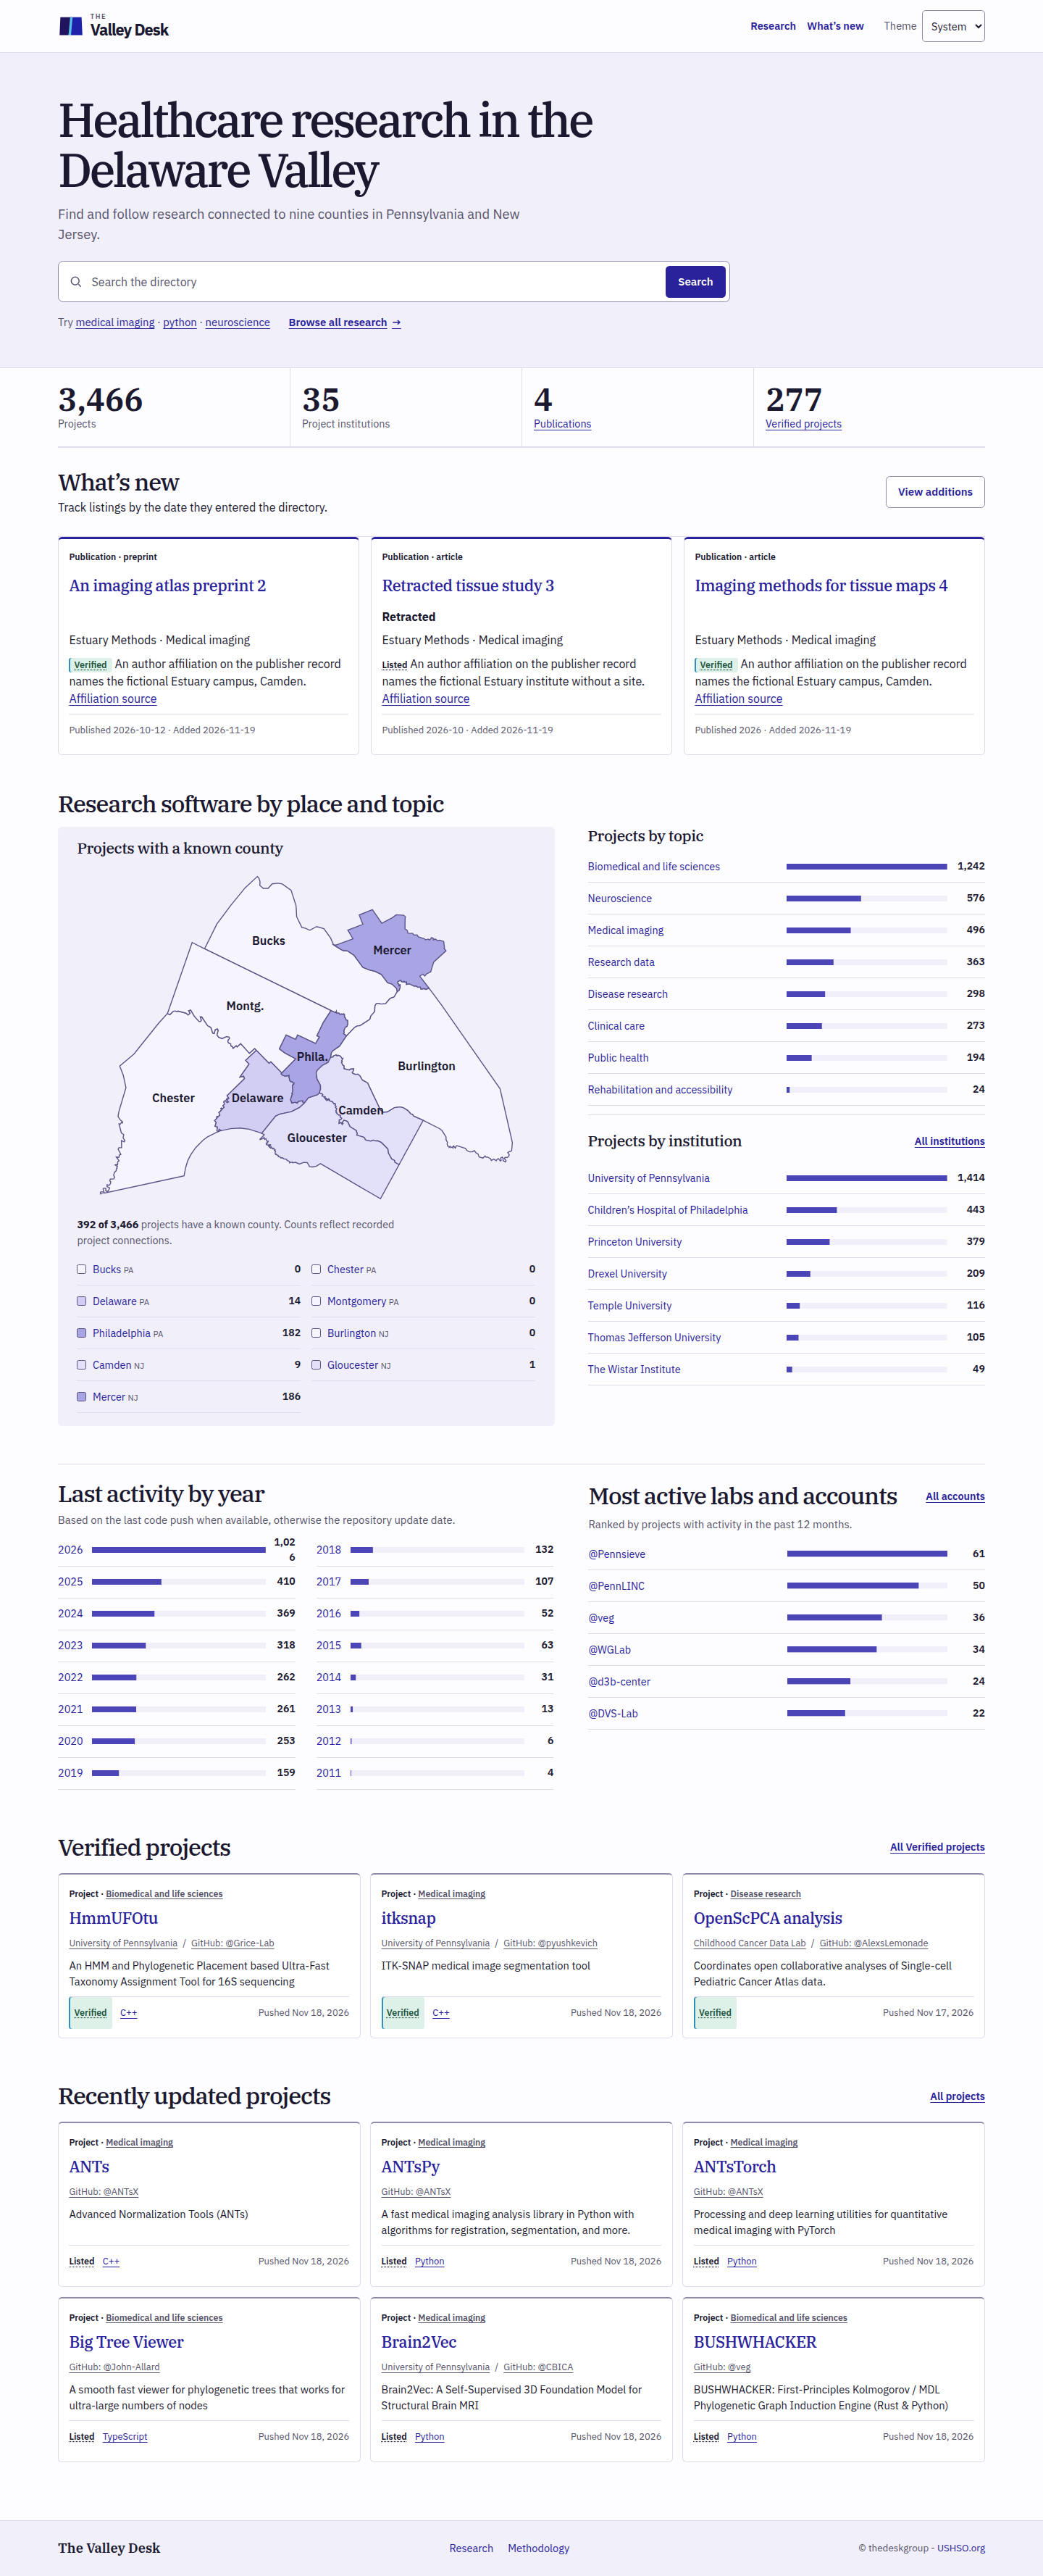 THE
Valley Desk
Research What's new Theme System
Healthcare research in the
Delaware Valley
Find and follow research connected to nine counties in Pennsylvania and New
Jersey.
Search the directory Search
Try medical imaging · python · neuroscience Browse all research →
3,466
Projects
35
Project institutions
4
Publications
277
Verified projects
What's new
Track listings by the date they entered the directory.
View additions
Publication · preprint
An imaging atlas preprint 2
Estuary Methods · Medical imaging
Verified An author affiliation on the publisher record
names the fictional Estuary campus, Camden.
Affiliation source
Published 2026-10-12 · Added 2026-11-19
Publication · article
Retracted tissue study 3
Retracted
Estuary Methods · Medical imaging
Listed An author affiliation on the publisher record
names the fictional Estuary institute without a site.
Affiliation source
Published 2026-10 · Added 2026-11-19
Publication · article
Imaging methods for tissue maps 4
Estuary Methods · Medical imaging
Verified An author affiliation on the publisher record
names the fictional Estuary campus, Camden.
Affiliation source
Published 2026 · Added 2026-11-19
Research software by place and topic
Projects with a known county
Bucks
Mercer
Montg.
Phila.
Burlington
Chester
Delaware
Camden
Gloucester
392 of 3,466 projects have a known county. Counts reflect recorded
project connections.
Bucks PA 0
Chester PA 0
Delaware PA 14
Montgomery PA 0
Philadelphia PA 182
Burlington NJ 0
Camden NJ 9
Gloucester NJ 1
Mercer NJ 186
Projects by topic
Biomedical and life sciences 1,242
Neuroscience 576
Medical imaging 496
Research data 363
Disease research 298
Clinical care 273
Public health 194
Rehabilitation and accessibility 24
Projects by institution All institutions
University of Pennsylvania 1,414
Children's Hospital of Philadelphia 443
Princeton University 379
Drexel University 209
Temple University 116
Thomas Jefferson University 105
The Wistar Institute 49
Last activity by year
Based on the last code push when available, otherwise the repository update date.
2026 1,02
6
2025 410
2024 369
2023 318
2022 262
2021 261
2020 253
2019 159
2018 132
2017 107
2016 52
2015 63
2014 31
2013 13
2012 6
2011 4
Most active labs and accounts All accounts
Ranked by projects with activity in the past 12 months.
@Pennsieve 61
@PennLINC 50
@veg 36
@WGLab 34
@d3b-center 24
@DVS-Lab 22
Verified projects All Verified projects
Project · Biomedical and life sciences
HmmUFOtu
University of Pennsylvania / GitHub: @Grice-Lab
An HMM and Phylogenetic Placement based Ultra-Fast
Taxonomy Assignment Tool for 16S sequencing
Verified C++ Pushed Nov 18, 2026
Project · Medical imaging
itksnap
University of Pennsylvania / GitHub: @pyushkevich
ITK-SNAP medical image segmentation tool
Verified C++ Pushed Nov 18, 2026
Project · Disease research
OpenScPCA analysis
Childhood Cancer Data Lab / GitHub: @AlexsLemonade
Coordinates open collaborative analyses of Single-cell
Pediatric Cancer Atlas data.
Verified Pushed Nov 17, 2026
Recently updated projects All projects
Project · Medical imaging
ANTs
GitHub: @ANTsX
Advanced Normalization Tools (ANTs)
Listed C++ Pushed Nov 18, 2026
Project · Medical imaging
ANTsPy
GitHub: @ANTsX
A fast medical imaging analysis library in Python with
algorithms for registration, segmentation, and more.
Listed Python Pushed Nov 18, 2026
Project · Medical imaging
ANTsTorch
GitHub: @ANTsX
Processing and deep learning utilities for quantitative
medical imaging with PyTorch
Listed Python Pushed Nov 18, 2026
Project · Biomedical and life sciences
Big Tree Viewer
GitHub: @John-Allard
A smooth fast viewer for phylogenetic trees that works for
ultra-large numbers of nodes
Listed TypeScript Pushed Nov 18, 2026
Project · Medical imaging
Brain2Vec
University of Pennsylvania / GitHub: @CBICA
Brain2Vec: A Self-Supervised 3D Foundation Model for
Structural Brain MRI
Listed Python Pushed Nov 18, 2026
Project · Biomedical and life sciences
BUSHWHACKER
GitHub: @veg
BUSHWHACKER: First-Principles Kolmogorov / MDL
Phylogenetic Graph Induction Engine (Rust & Python)
Listed Python Pushed Nov 18, 2026
The Valley Desk Research Methodology © thedeskgroup - USHSO.org